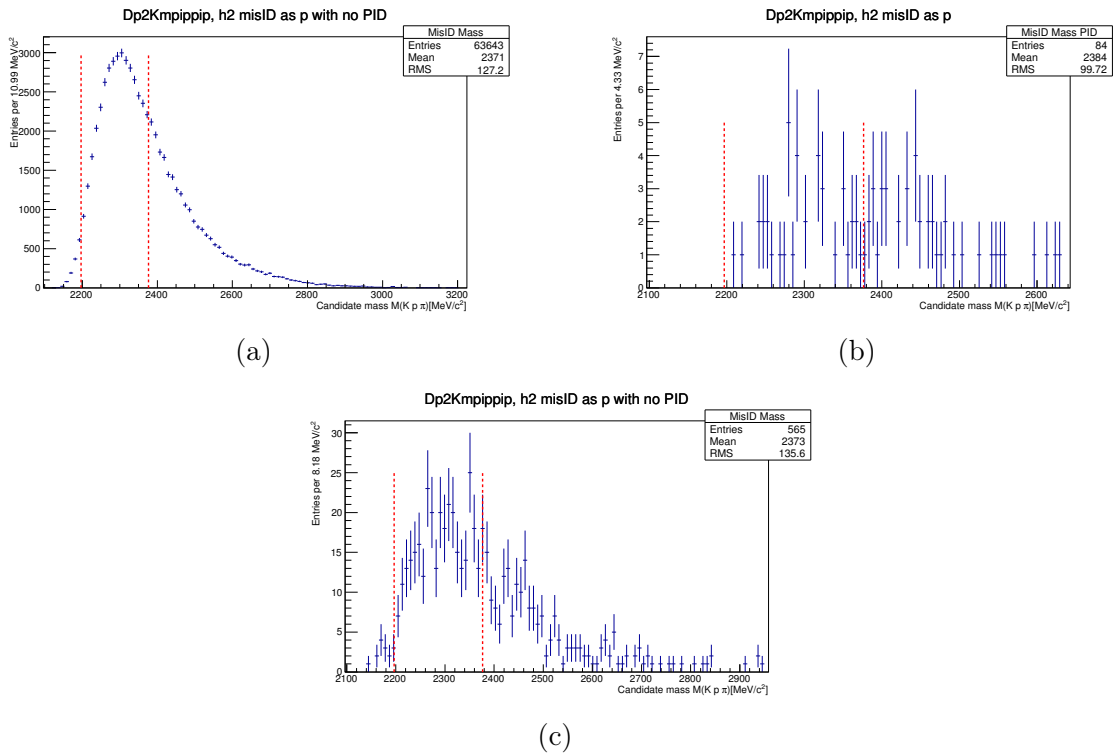 Dp2Kmpippip, h2 misID as p with no PID
MisID Mass
Entries 63643
Mean 2371
RMS 127.2
Entries per 10.99 MeV/c²
3000
2500
2000
1500
1000
500
0
2200 2400 2600 2800 3000 3200
Candidate mass M(K p π)[MeV/c²]
(a)
Dp2Kmpippip, h2 misID as p
MisID Mass PID
Entries 84
Mean 2384
RMS 99.72
Entries per 4.33 MeV/c²
7
6
5
4
3
2
1
0
2100 2200 2300 2400 2500 2600
Candidate mass M(K p π)[MeV/c²]
(b)
Dp2Kmpippip, h2 misID as p with no PID
MisID Mass
Entries 565
Mean 2373
RMS 135.6
Entries per 8.18 MeV/c²
30
25
20
15
10
5
0
2100 2200 2300 2400 2500 2600 2700 2800 2900
Candidate mass M(K p π)[MeV/c²]
(c)